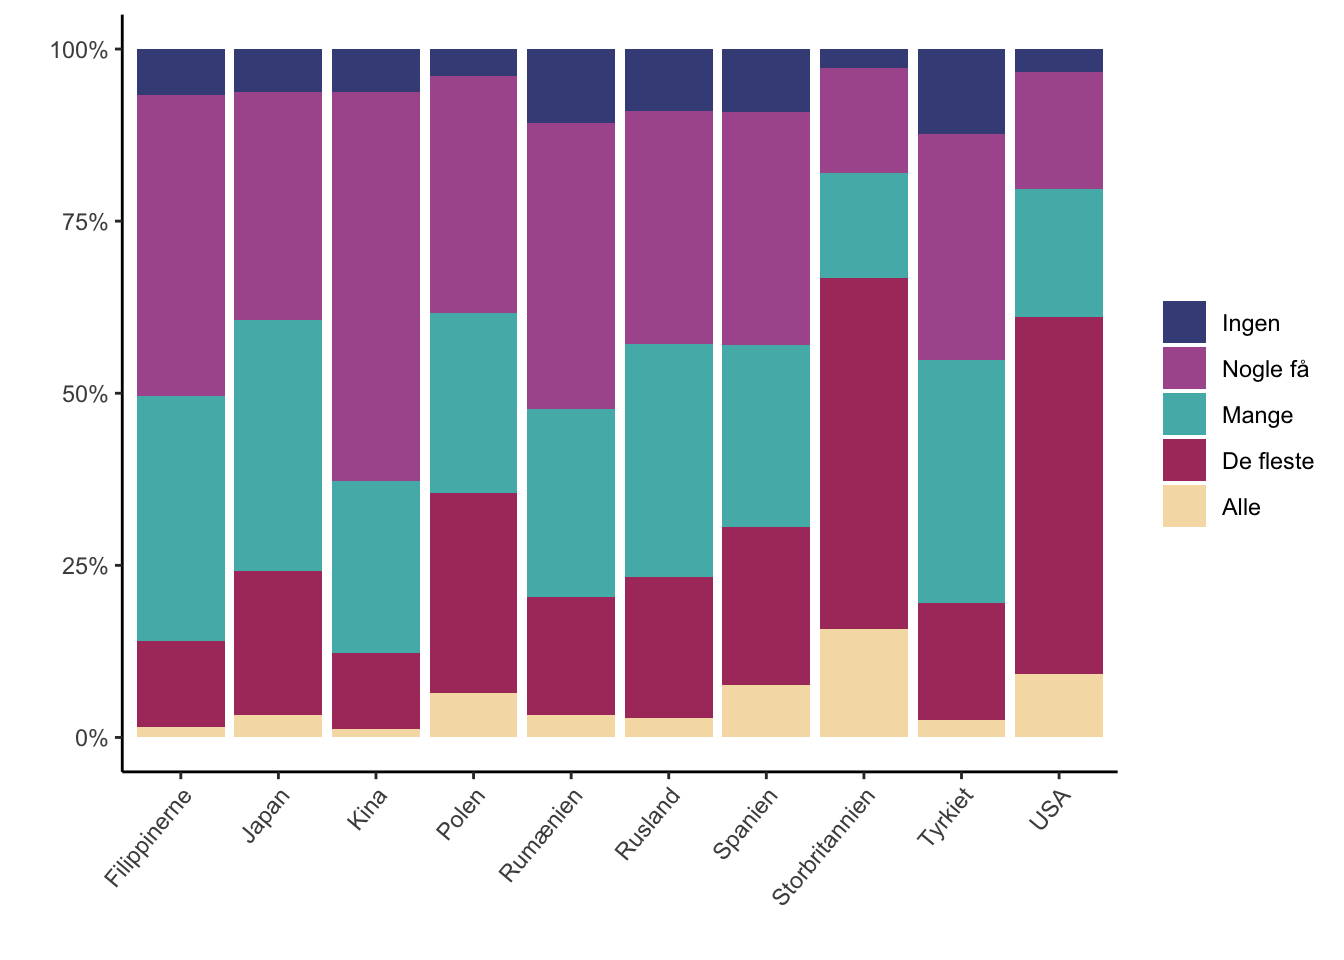 100%
75%
50%
25%
0%
Filippinerne
Japan
Kina
Polen
Rumænien
Rusland
Spanien
Storbritannien
Tyrkiet
USA
Ingen
Nogle få
Mange
De fleste
Alle